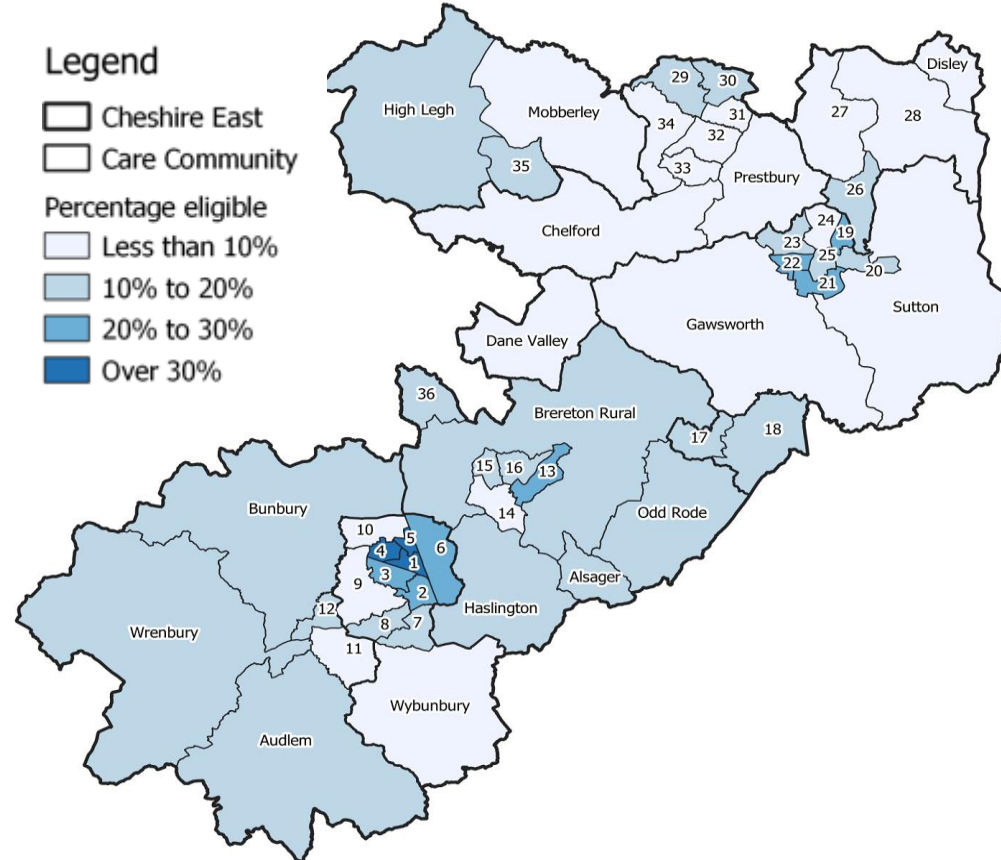 Legend
Cheshire East
Care Community
Percentage eligible
Less than 10%
10% to 20%
20% to 30%
Over 30%
Disley
High Legh
Mobberley
29
30
27
28
34
31
32
33
35
Prestbury
26
Chelford
24
19
23
25
22
20
21
Sutton
Gawsworth
Dane Valley
36
Brereton Rural
17
18
15
16
13
14
Bunbury
Odd Rode
10
5
6
4
1
3
2
9
Alsager
Haslington
12
8
7
Wrenbury
11
Wybunbury
Audlem